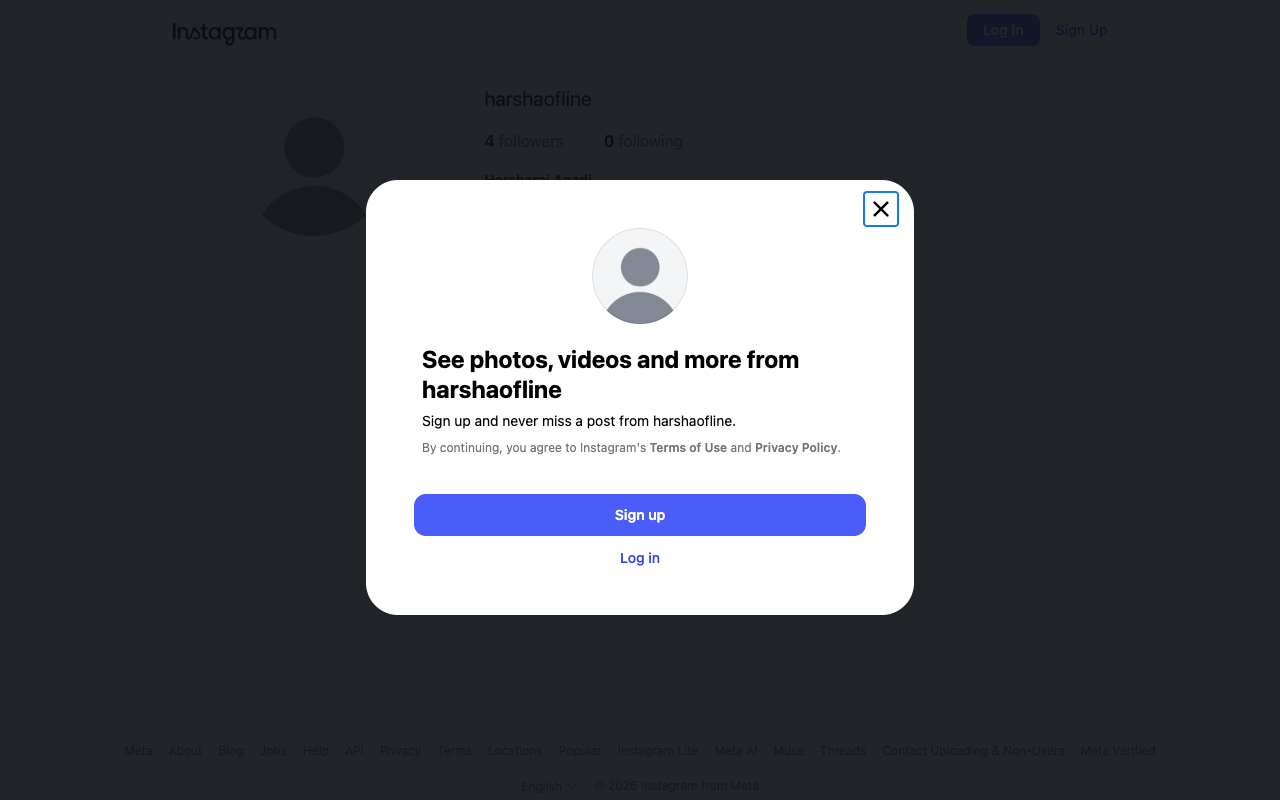 Instagram
Log In
Sign Up
harshaofline
4 followers
0 following
Harsharaj Agadi
See photos, videos and more from
harshaofline
Sign up and never miss a post from harshaofline.
By continuing, you agree to Instagram's Terms of Use and Privacy Policy.
Sign up
Log in
Meta About Blog Jobs Help API Privacy Terms Locations Popular Instagram Lite Meta AI Muse Threads Contact Uploading & Non-Users Meta Verified
English © 2026 Instagram from Meta